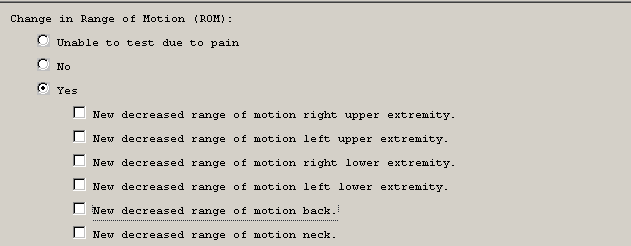 Change in Range of Motion (ROM):
Unable to test due to pain
No
Yes
New decreased range of motion right upper extremity.
New decreased range of motion left upper extremity.
New decreased range of motion right lower extremity.
New decreased range of motion left lower extremity.
New decreased range of motion back.
New decreased range of motion neck.